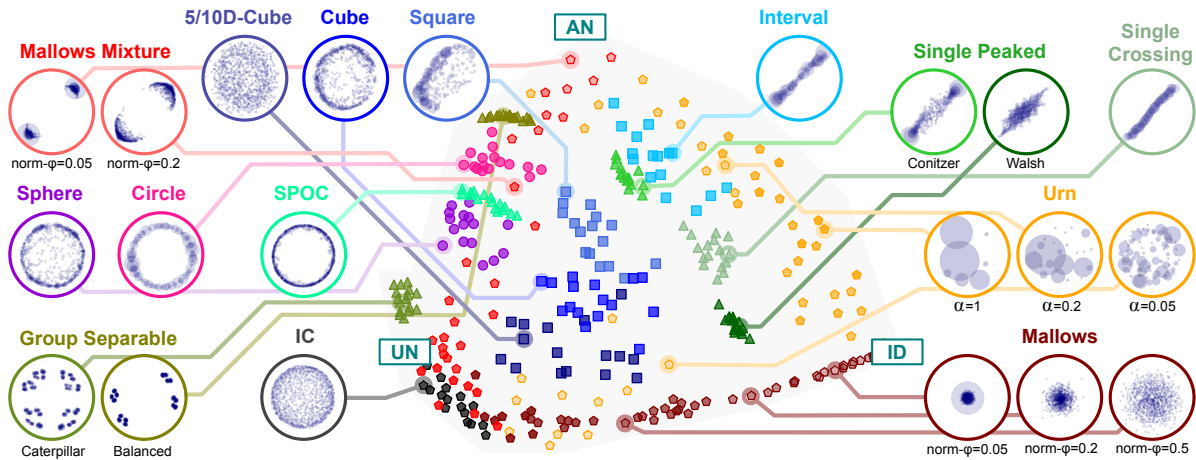 5/10D-Cube
Cube
Square
AN
Interval
Single
Crossing
Mallows Mixture
Single Peaked
norm-φ=0.05
norm-φ=0.2
Conitzer
Walsh
Sphere
Circle
SPOC
Urn
α=1
α=0.2
α=0.05
Group Separable
IC
UN
ID
Mallows
Caterpillar
Balanced
norm-φ=0.05
norm-φ=0.2
norm-φ=0.5